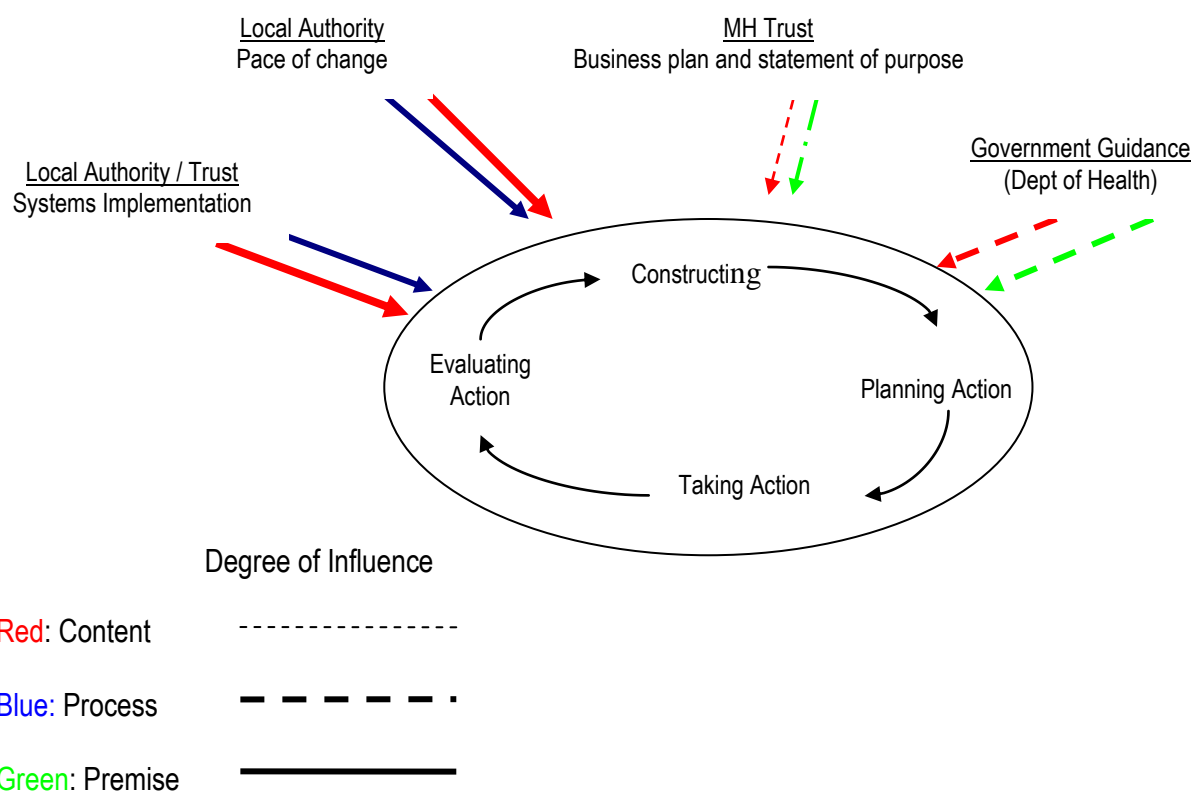 Local Authority
Pace of change
MH Trust
Business plan and statement of purpose
Government Guidance
(Dept of Health)
Local Authority / Trust
Systems Implementation
Constructing
Evaluating
Action
Planning Action
Taking Action
Degree of Influence
Red: Content
Blue: Process
Green: Premise